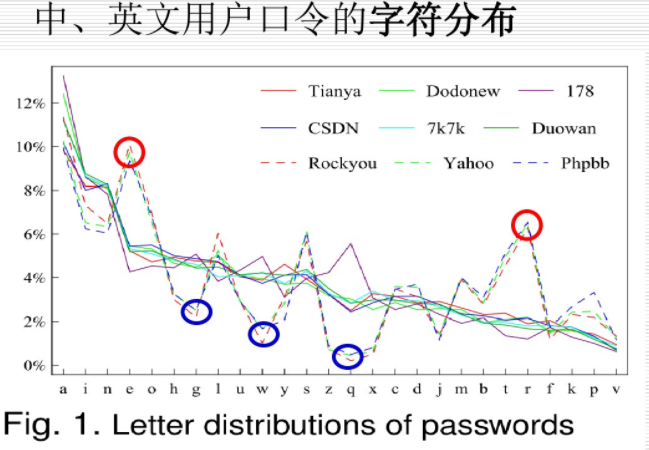 中、英文用户口令的字符分布
Tianya Dodonew 178
CSDN 7k7k Duowan
Rockyou Yahoo Phpbb
12%
10%
8%
6%
4%
2%
0%
a i n e o h g l u w y s z q x c d j m b t r f k p v
Fig. 1. Letter distributions of passwords